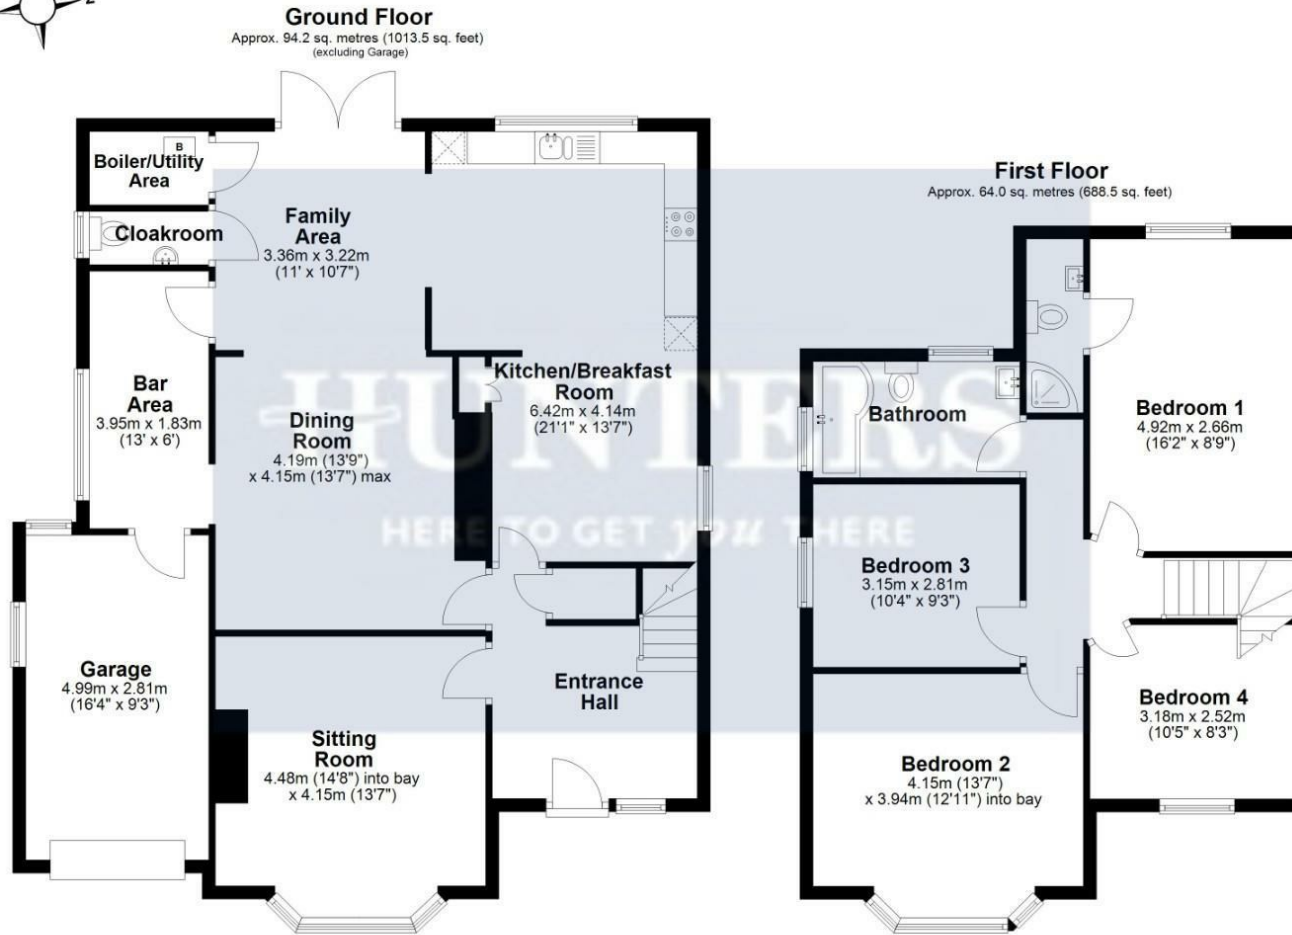 Ground Floor
Approx. 94.2 sq. metres (1013.5 sq. feet)
(excluding Garage)
B
Boiler/Utility
Area
Cloakroom
Family
Area
3.36m x 3.22m
(11' x 10'7")
Bar
Area
3.95m x 1.83m
(13' x 6')
Dining
Room
4.19m (13'9")
x 4.15m (13'7") max
Kitchen/Breakfast
Room
6.42m x 4.14m
(21'1" x 13'7")
Garage
4.99m x 2.81m
(16'4" x 9'3")
Sitting
Room
4.48m (14'8") into bay
x 4.15m (13'7")
Entrance
Hall
First Floor
Approx. 64.0 sq. metres (688.5 sq. feet)
Bathroom
Bedroom 1
4.92m x 2.66m
(16'2" x 8'9")
Bedroom 3
3.15m x 2.81m
(10'4" x 9'3")
Bedroom 4
3.18m x 2.52m
(10'5" x 8'3")
Bedroom 2
4.15m (13'7")
x 3.94m (12'11") into bay
HUNTERS
HERE TO GET you THERE